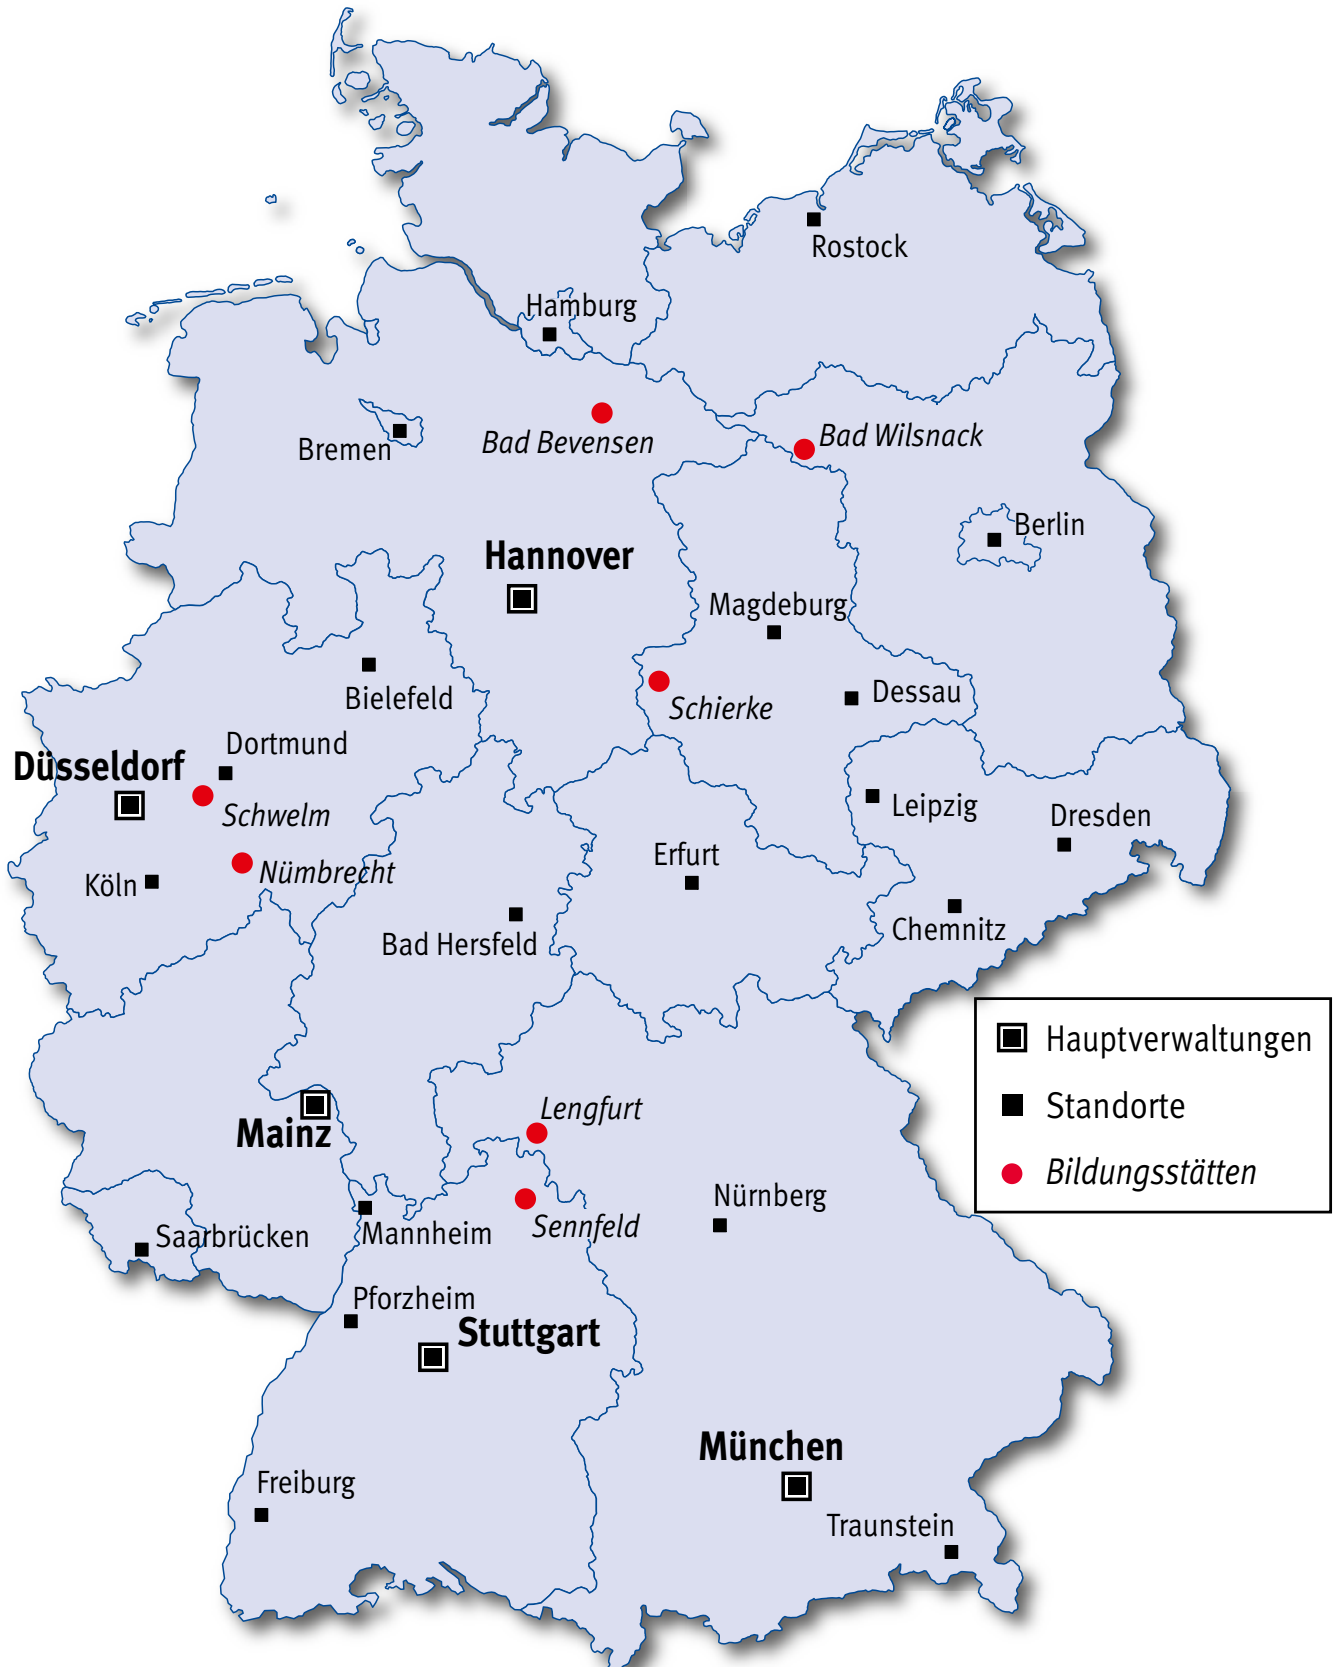 Rostock
Hamburg
Bad Bevensen
Bad Wilsnack
Bremen
Berlin
Hannover
Magdeburg
Bielefeld
Schierke
Dessau
Dortmund
Düsseldorf
Schwelm
Leipzig
Dresden
Nümbrecht
Erfurt
Köln
Bad Hersfeld
Chemnitz
Hauptverwaltungen
Standorte
Bildungsstätten
Lengfurt
Mainz
Nürnberg
Saarbrücken
Mannheim
Sennfeld
Pforzheim
Stuttgart
München
Freiburg
Traunstein